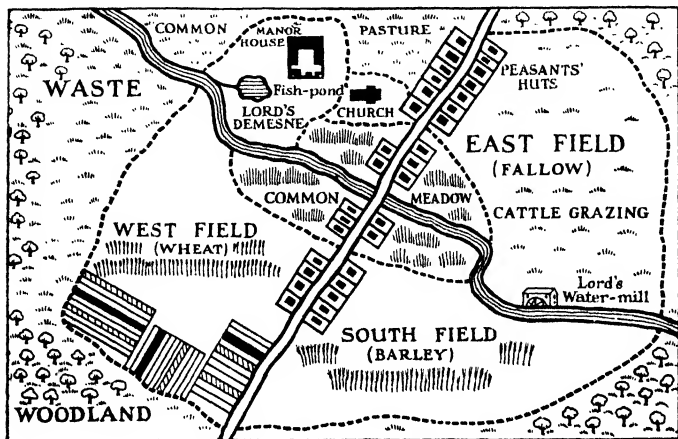 COMMON
PASTURE
MANOR
HOUSE
WASTE
Fish-pond
LORD'S
DEMESNE
CHURCH
PEASANTS'
HUTS
EAST FIELD
(FALLOW)
CATTLE GRAZING
COMMON
MEADOW
WEST FIELD
(WHEAT)
Lord's
Water-mill
SOUTH FIELD
(BARLEY)
WOODLAND